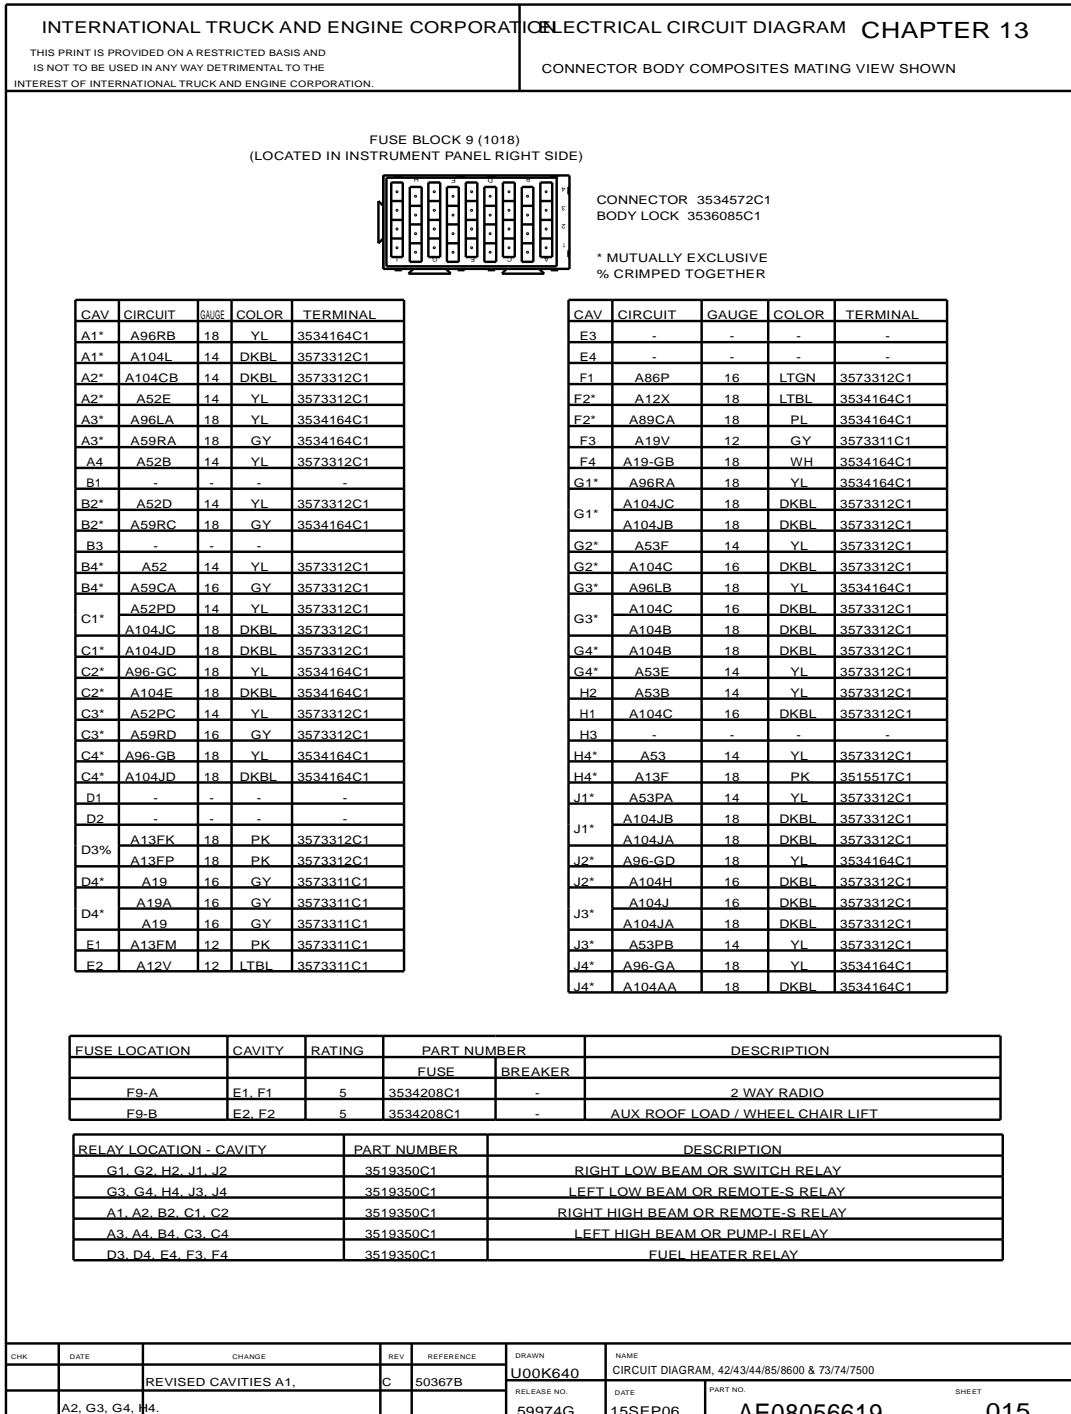 INTERNATIONAL TRUCK AND ENGINE CORPORATION
THIS PRINT IS PROVIDED ON A RESTRICTED BASIS AND
IS NOT TO BE USED IN ANY WAY DETRIMENTAL TO THE
INTEREST OF INTERNATIONAL TRUCK AND ENGINE CORPORATION.
ELECTRICAL CIRCUIT DIAGRAM CHAPTER 13
CONNECTOR BODY COMPOSITES MATING VIEW SHOWN
FUSE BLOCK 9 (1018)
(LOCATED IN INSTRUMENT PANEL RIGHT SIDE)
CONNECTOR 3534572C1
BODY LOCK 3536085C1
* MUTUALLY EXCLUSIVE
% CRIMPED TOGETHER
CAV CIRCUIT GAUGE COLOR TERMINAL
A1* A96RB 18 YL 3534164C1
A1* A104L 14 DKBL 3573312C1
A2* A104CB 14 DKBL 3573312C1
A2* A52E 14 YL 3573312C1
A3* A96LA 18 YL 3534164C1
A3* A59RA 18 GY 3534164C1
A4 A52B 14 YL 3573312C1
B1 - - - -
B2* A52D 14 YL 3573312C1
B2* A59RC 18 GY 3534164C1
B3 - - -
B4* A52 14 YL 3573312C1
B4* A59CA 16 GY 3573312C1
C1* A52PD 14 YL 3573312C1
A104JC 18 DKBL 3573312C1
C1* A104JD 18 DKBL 3573312C1
C2* A96-GC 18 YL 3534164C1
C2* A104E 18 DKBL 3534164C1
C3* A52PC 14 YL 3573312C1
C3* A59RD 16 GY 3573312C1
C4* A96-GB 18 YL 3534164C1
C4* A104JD 18 DKBL 3534164C1
D1 - - - -
D2 - - - -
D3% A13FK 18 PK 3573312C1
A13FP 18 PK 3573312C1
D4* A19 16 GY 3573311C1
D4* A19A 16 GY 3573311C1
A19 16 GY 3573311C1
E1 A13FM 12 PK 3573311C1
E2 A12V 12 LTBL 3573311C1
CAV CIRCUIT GAUGE COLOR TERMINAL
E3 - - - -
E4 - - - -
F1 A86P 16 LTGN 3573312C1
F2* A12X 18 LTBL 3534164C1
F2* A89CA 18 PL 3534164C1
F3 A19V 12 GY 3573311C1
F4 A19-GB 18 WH 3534164C1
G1* A96RA 18 YL 3534164C1
G1* A104JC 18 DKBL 3573312C1
A104JB 18 DKBL 3573312C1
G2* A53F 14 YL 3573312C1
G2* A104C 16 DKBL 3573312C1
G3* A96LB 18 YL 3534164C1
G3* A104C 16 DKBL 3573312C1
A104B 18 DKBL 3573312C1
G4* A104B 18 DKBL 3573312C1
G4* A53E 14 YL 3573312C1
H2 A53B 14 YL 3573312C1
H1 A104C 16 DKBL 3573312C1
H3 - - - -
H4* A53 14 YL 3573312C1
H4* A13F 18 PK 3515517C1
J1* A53PA 14 YL 3573312C1
J1* A104JB 18 DKBL 3573312C1
A104JA 18 DKBL 3573312C1
J2* A96-GD 18 YL 3534164C1
J2* A104H 16 DKBL 3573312C1
J3* A104J 16 DKBL 3573312C1
A104JA 18 DKBL 3573312C1
J3* A53PB 14 YL 3573312C1
J4* A96-GA 18 YL 3534164C1
J4* A104AA 18 DKBL 3534164C1
FUSE LOCATION CAVITY RATING PART NUMBER DESCRIPTION
FUSE BREAKER
F9-A E1, F1 5 3534208C1 - 2 WAY RADIO
F9-B E2, F2 5 3534208C1 - AUX ROOF LOAD / WHEEL CHAIR LIFT
RELAY LOCATION - CAVITY PART NUMBER DESCRIPTION
G1, G2, H2, J1, J2 3519350C1 RIGHT LOW BEAM OR SWITCH RELAY
G3, G4, H4, J3, J4 3519350C1 LEFT LOW BEAM OR REMOTE-S RELAY
A1, A2, B2, C1, C2 3519350C1 RIGHT HIGH BEAM OR REMOTE-S RELAY
A3, A4, B4, C3, C4 3519350C1 LEFT HIGH BEAM OR PUMP-I RELAY
D3, D4, E4, F3, F4 3519350C1 FUEL HEATER RELAY
CHK DATE CHANGE REV REFERENCE
REVISED CAVITIES A1, C 50367B
A2, G3, G4, H4.
DRAWN
U00K640
NAME
CIRCUIT DIAGRAM, 42/43/44/85/8600 & 73/74/7500
RELEASE NO. DATE PART NO. SHEET
59974G 15SEP06 AE08056619 015